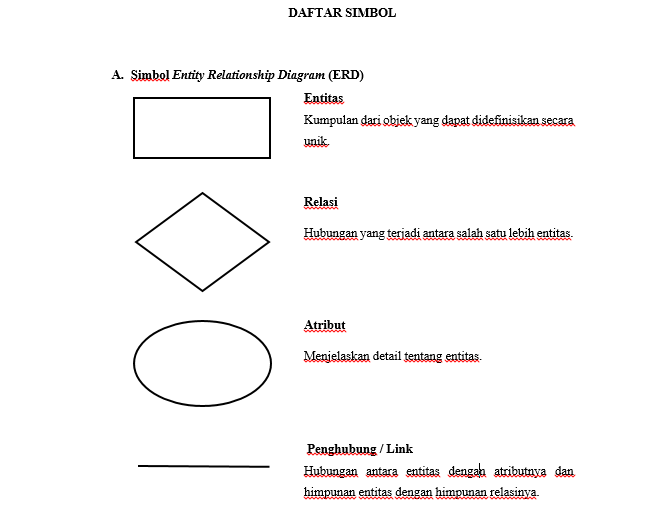 DAFTAR SIMBOL
A. Simbol Entity Relationship Diagram (ERD)
Entitas
Kumpulan dari objek yang dapat didefinisikan secara
unik.
Relasi
Hubungan yang terjadi antara salah satu lebih entitas.
Atribut
Menjelaskan detail tentang entitas.
Penghubung / Link
Hubungan antara entitas dengan atributnya dan
himpunan entitas dengan himpunan relasinya.